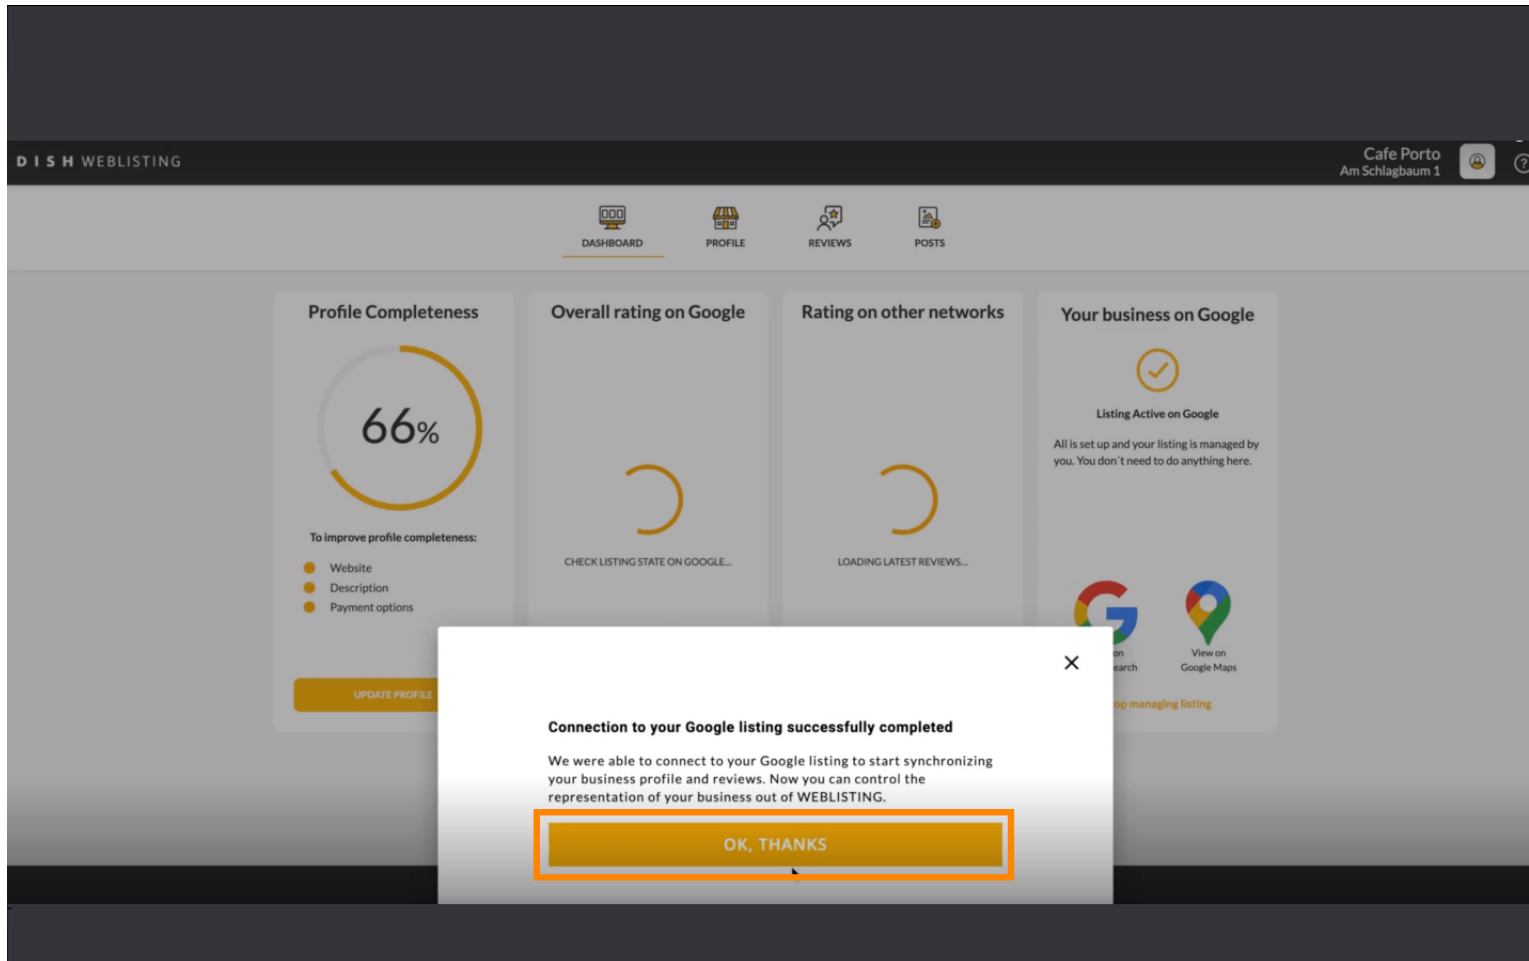 DISH WEBLISTING
Cafe Porto
Am Schlagbaum 1
?
DASHBOARD
PROFILE
REVIEWS
POSTS
Profile Completeness
66%
To improve profile completeness:
Website
Description
Payment options
UPDATE PROFILE
Overall rating on Google
CHECK LISTING STATE ON GOOGLE...
Rating on other networks
LOADING LATEST REVIEWS...
Your business on Google
Listing Active on Google
All is set up and your listing is managed by
you. You don´t need to do anything here.
on
earch
View on
Google Maps
op managing listing
Connection to your Google listing successfully completed
We were able to connect to your Google listing to start synchronizing
your business profile and reviews. Now you can control the
representation of your business out of WEBLISTING.
OK, THANKS